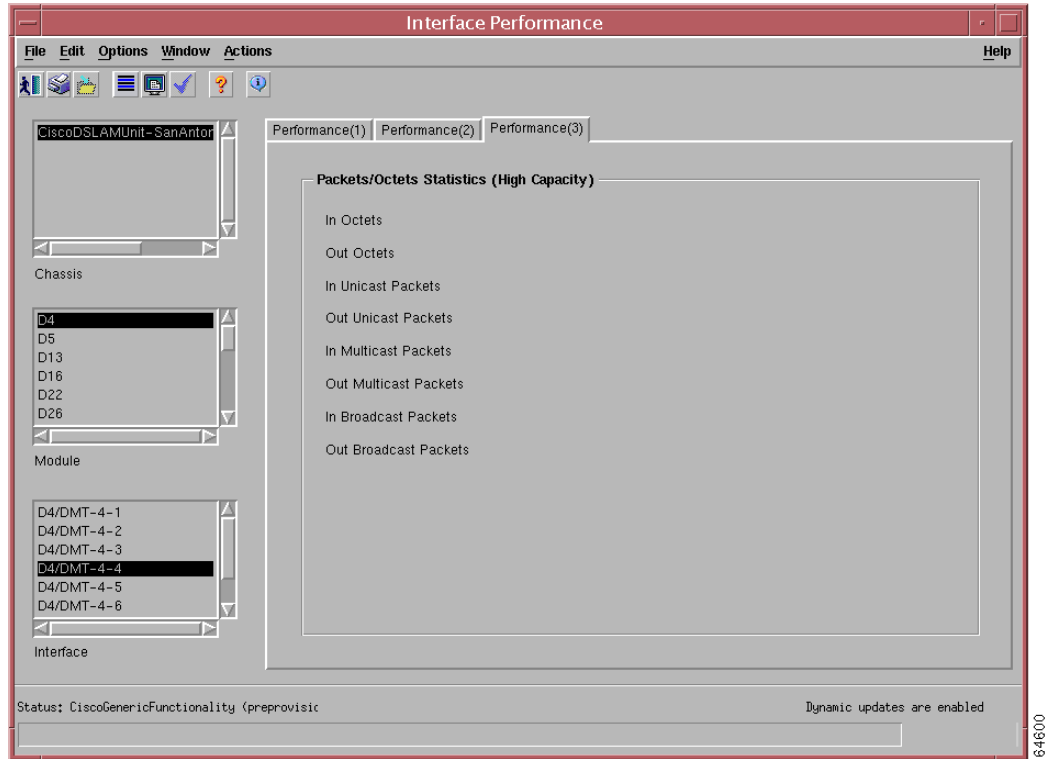 Interface Performance
File Edit Options Window Actions Help
CiscoDSLAMUnit-SanAntor
Chassis
D4
D5
D13
D16
D22
D26
Module
D4/DMT-4-1
D4/DMT-4-2
D4/DMT-4-3
D4/DMT-4-4
D4/DMT-4-5
D4/DMT-4-6
Interface
Performance(1) Performance(2) Performance(3)
Packets/Octets Statistics (High Capacity)
In Octets
Out Octets
In Unicast Packets
Out Unicast Packets
In Multicast Packets
Out Multicast Packets
In Broadcast Packets
Out Broadcast Packets
Status: CiscoGenericFunctionality (preprovisic
Dynamic updates are enabled
64600